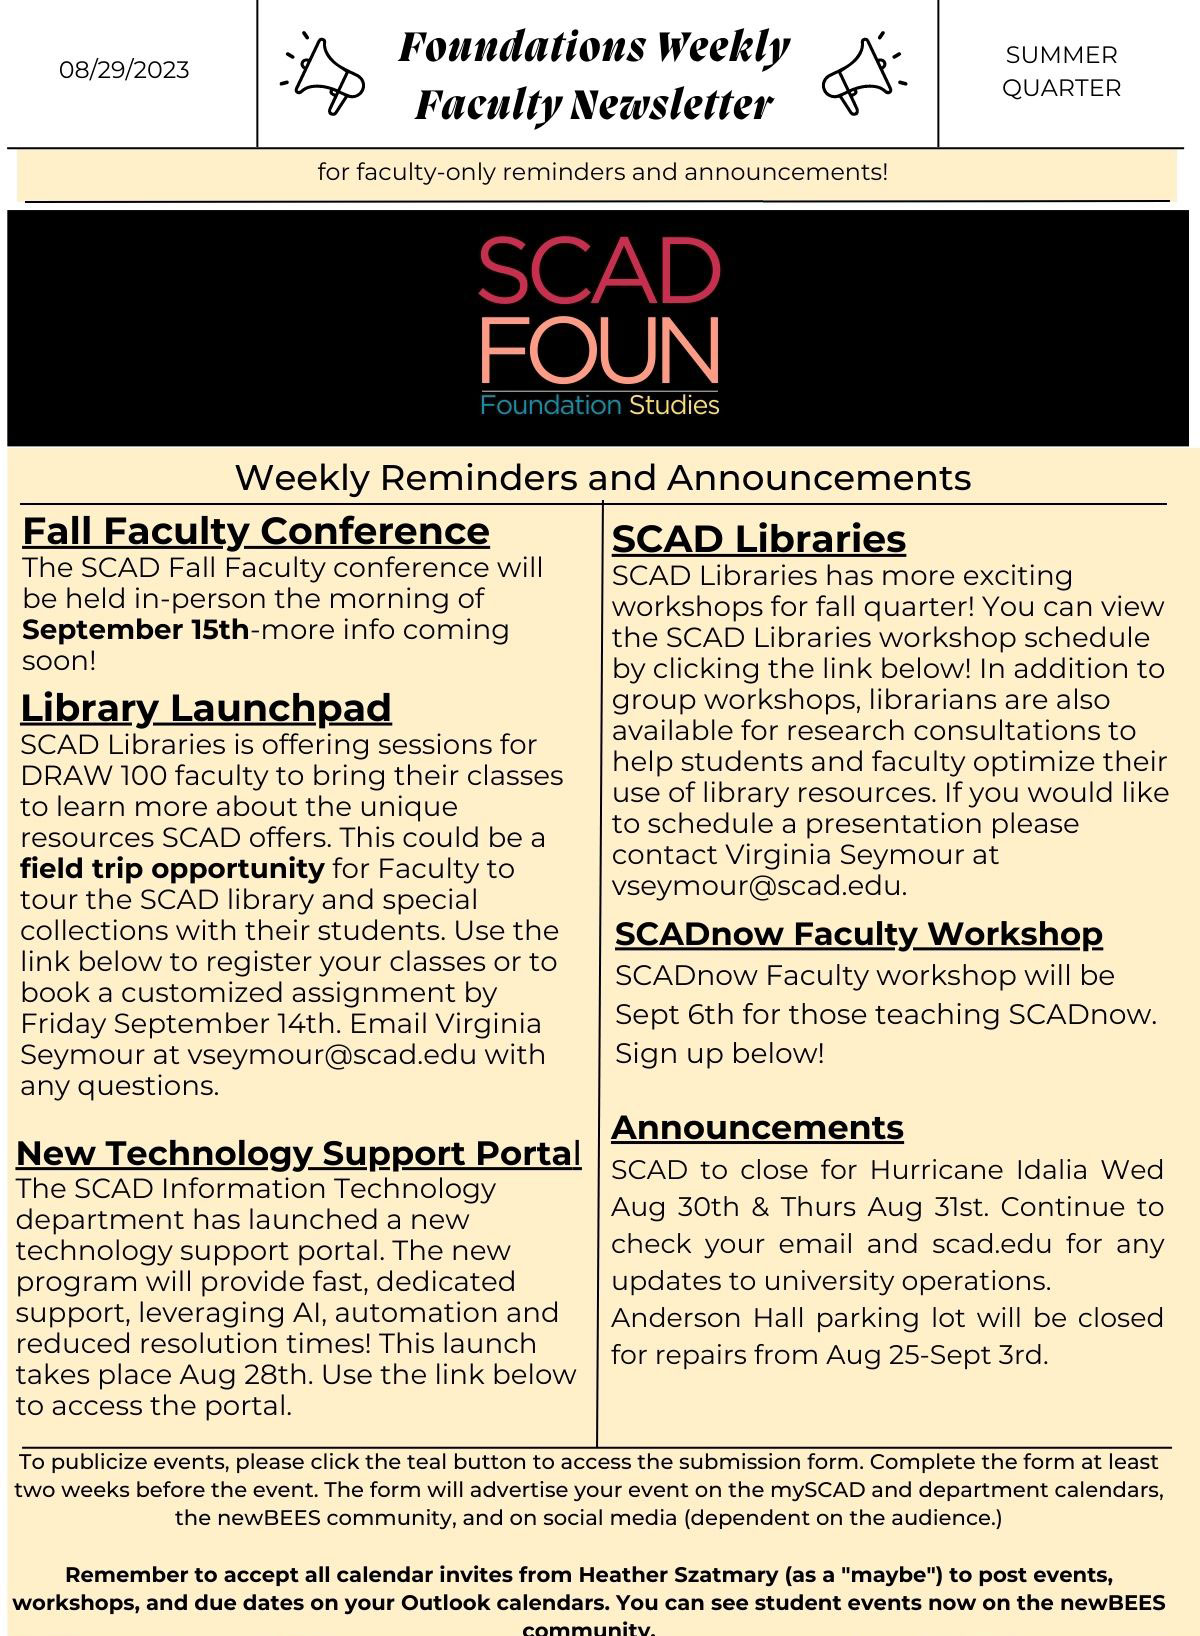 08/29/2023
Foundations Weekly
Faculty Newsletter
SUMMER
QUARTER
for faculty-only reminders and announcements!
SCAD
FOUN
Foundation Studies
Weekly Reminders and Announcements
Fall Faculty Conference
The SCAD Fall Faculty conference will
be held in-person the morning of
September 15th-more info coming
soon!
Library Launchpad
SCAD Libraries is offering sessions for
DRAW 100 faculty to bring their classes
to learn more about the unique
resources SCAD offers. This could be a
field trip opportunity for Faculty to
tour the SCAD library and special
collections with their students. Use the
link below to register your classes or to
book a customized assignment by
Friday September 14th. Email Virginia
Seymour at vseymour@scad.edu with
any questions.
New Technology Support Portal
The SCAD Information Technology
department has launched a new
technology support portal. The new
program will provide fast, dedicated
support, leveraging AI, automation and
reduced resolution times! This launch
takes place Aug 28th. Use the link below
to access the portal.
SCAD Libraries
SCAD Libraries has more exciting
workshops for fall quarter! You can view
the SCAD Libraries workshop schedule
by clicking the link below! In addition to
group workshops, librarians are also
available for research consultations to
help students and faculty optimize their
use of library resources. If you would like
to schedule a presentation please
contact Virginia Seymour at
vseymour@scad.edu.
SCADnow Faculty Workshop
SCADnow Faculty workshop will be
Sept 6th for those teaching SCADnow.
Sign up below!
Announcements
SCAD to close for Hurricane Idalia Wed
Aug 30th & Thurs Aug 31st. Continue to
check your email and scad.edu for any
updates to university operations.
Anderson Hall parking lot will be closed
for repairs from Aug 25-Sept 3rd.
To publicize events, please click the teal button to access the submission form. Complete the form at least
two weeks before the event. The form will advertise your event on the mySCAD and department calendars,
the newBEES community, and on social media (dependent on the audience.)
Remember to accept all calendar invites from Heather Szatmary (as a "maybe") to post events,
workshops, and due dates on your Outlook calendars. You can see student events now on the newBEES
community.